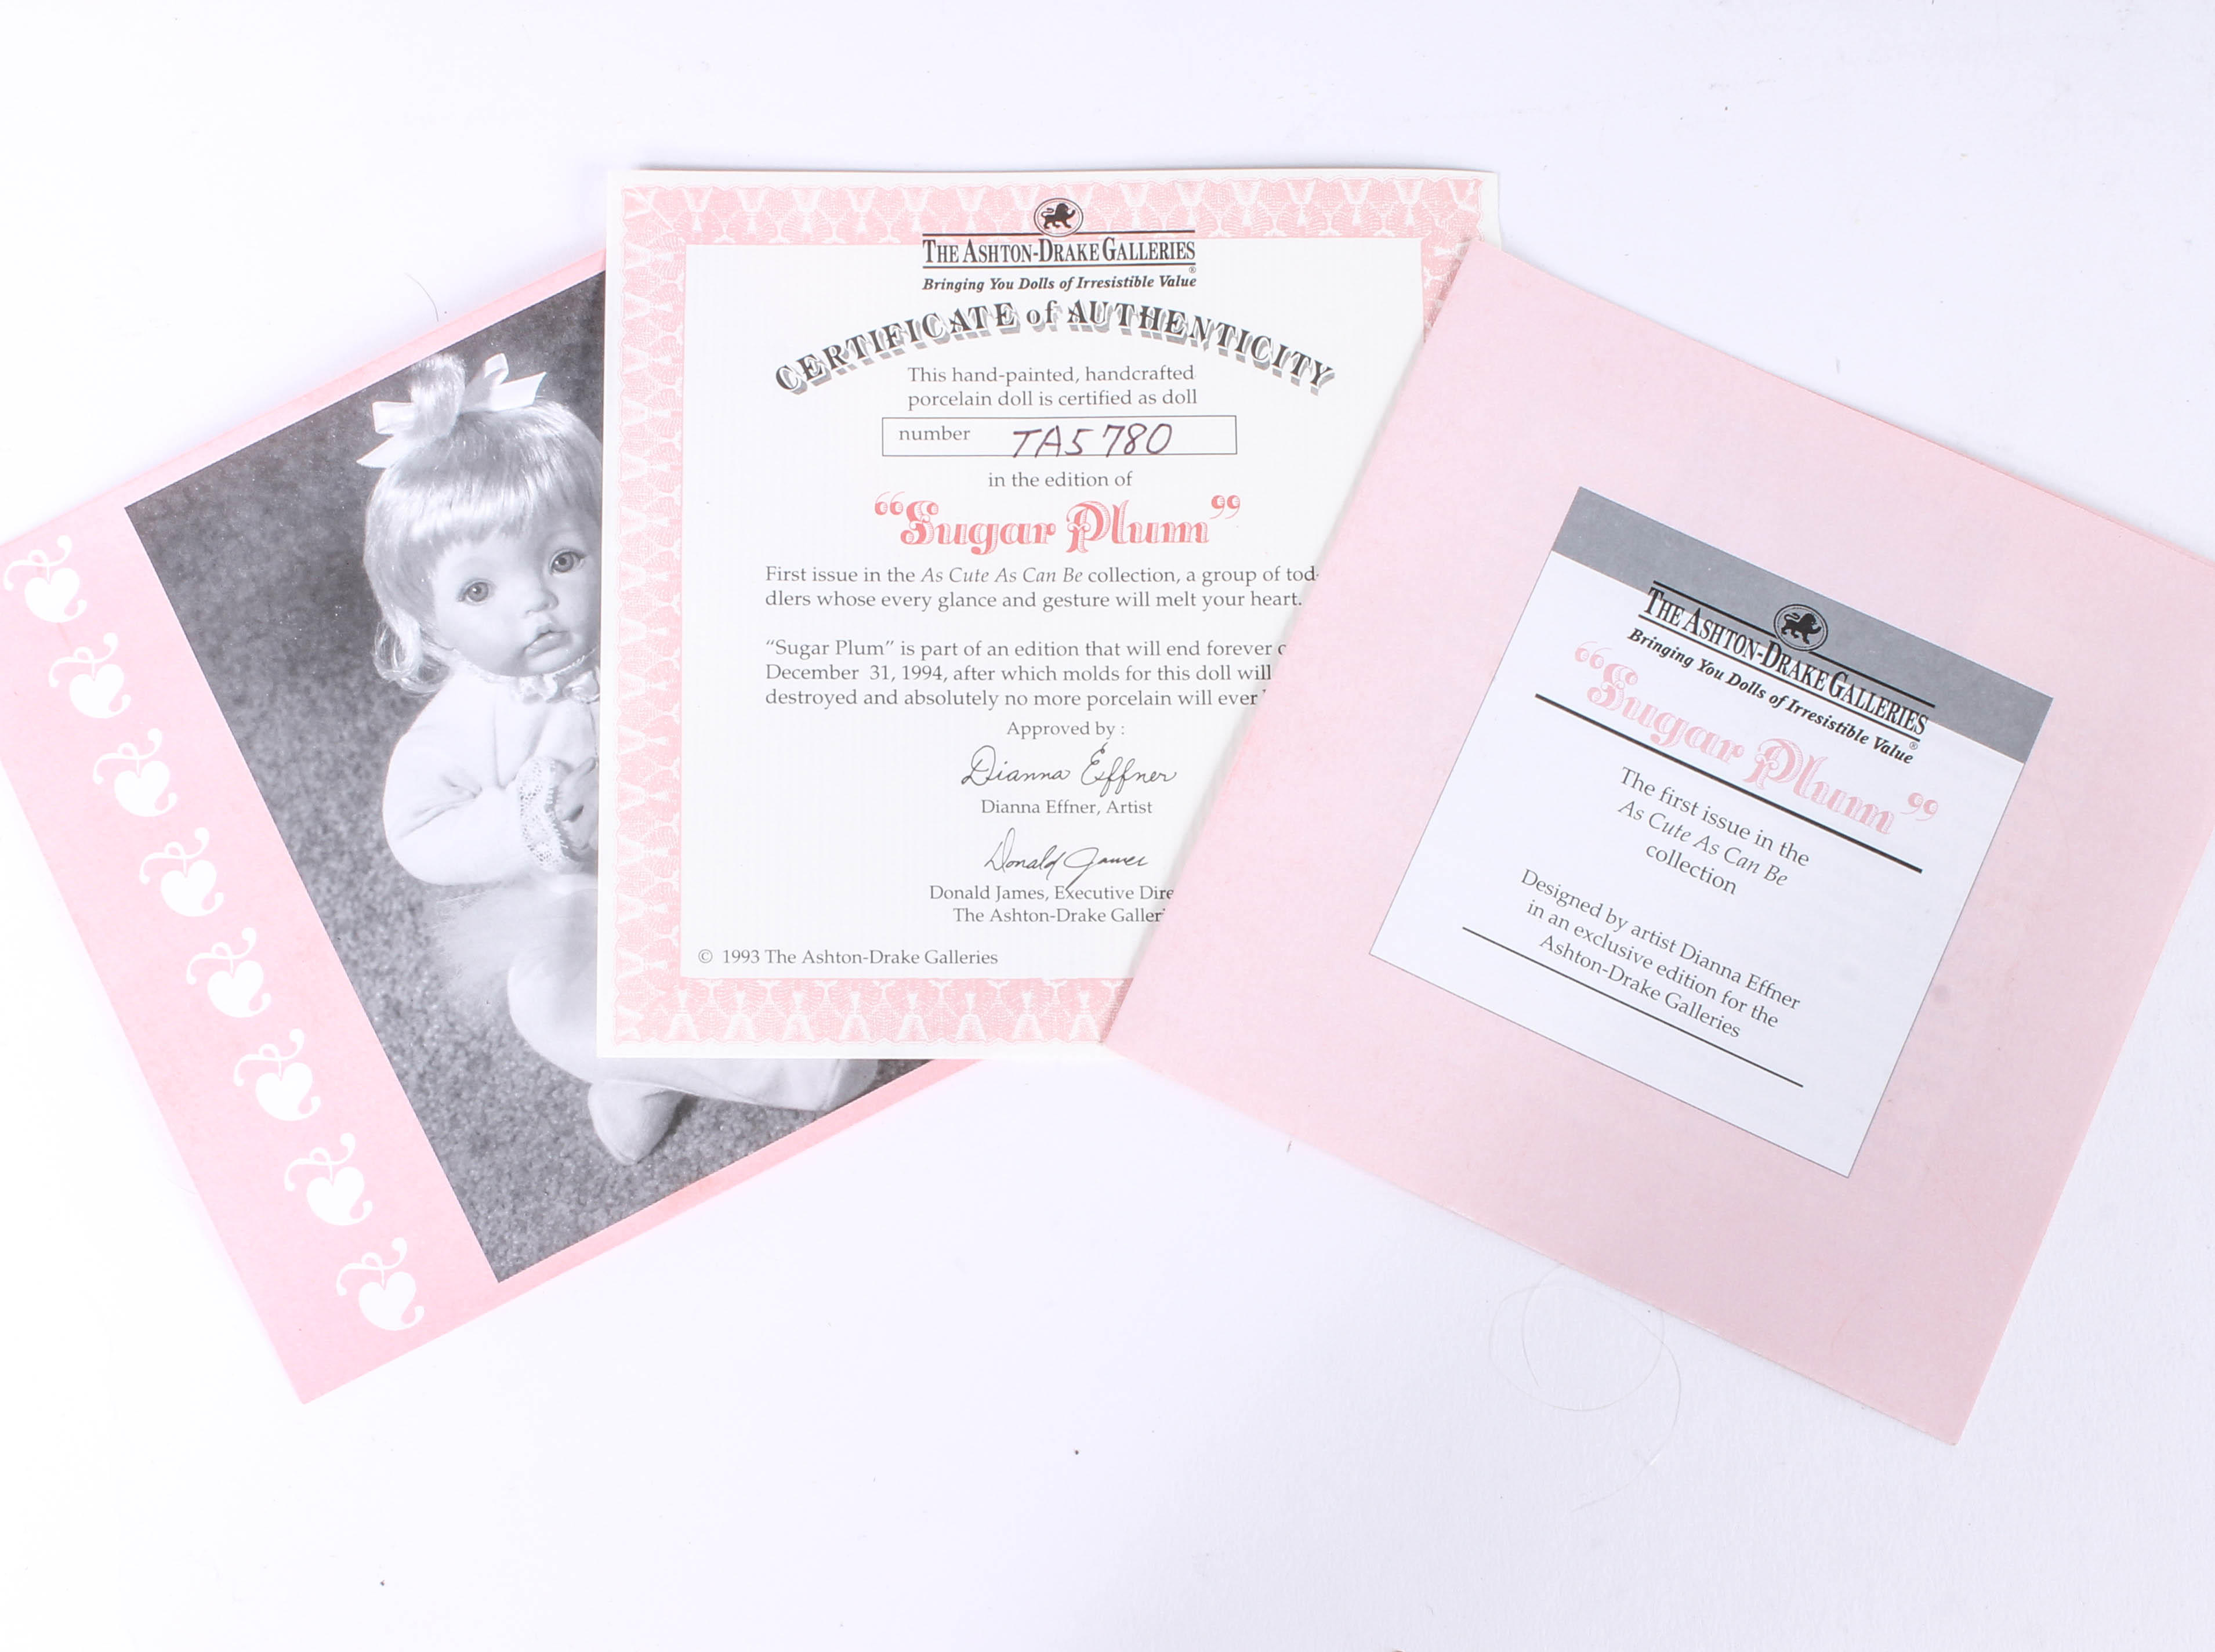 THE ASHTON-DRAKE GALLERIES
Bringing You Dolls of Irresistible Value®
CERTIFICATE of AUTHENTICITY
This hand-painted, handcrafted
porcelain doll is certified as doll
number TA5780
in the edition of
“Sugar Plum”
First issue in the As Cute As Can Be collection, a group of tod-
dlers whose every glance and gesture will melt your heart.
“Sugar Plum” is part of an edition that will end forever
December 31, 1994, after which molds for this doll will
destroyed and absolutely no more porcelain will ever
Approved by :
Dianna Effner
Dianna Effner, Artist
Donald James
Donald James, Executive Dire
The Ashton-Drake Galler
© 1993 The Ashton-Drake Galleries
THE ASHTON-DRAKE GALLERIES
Bringing You Dolls of Irresistible Value®
“Sugar Plum”
The first issue in the
As Cute As Can Be
collection
Designed by artist Dianna Effner
in an exclusive edition for the
Ashton-Drake Galleries